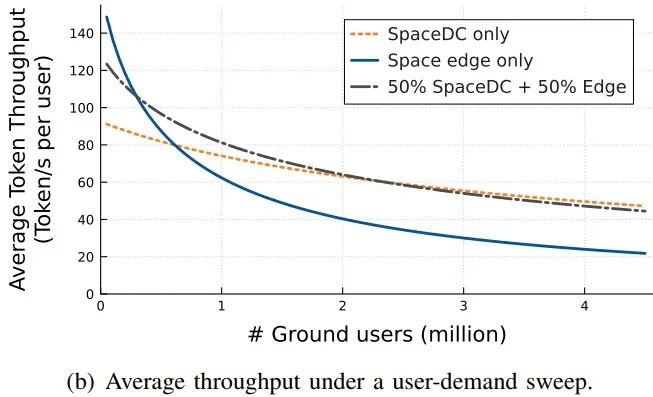 Average Token Throughput
(Token/s per user)
140
120
100
80
60
40
20
0
SpaceDC only
Space edge only
50% SpaceDC + 50% Edge
0 1 2 3 4
# Ground users (million)
(b) Average throughput under a user-demand sweep.